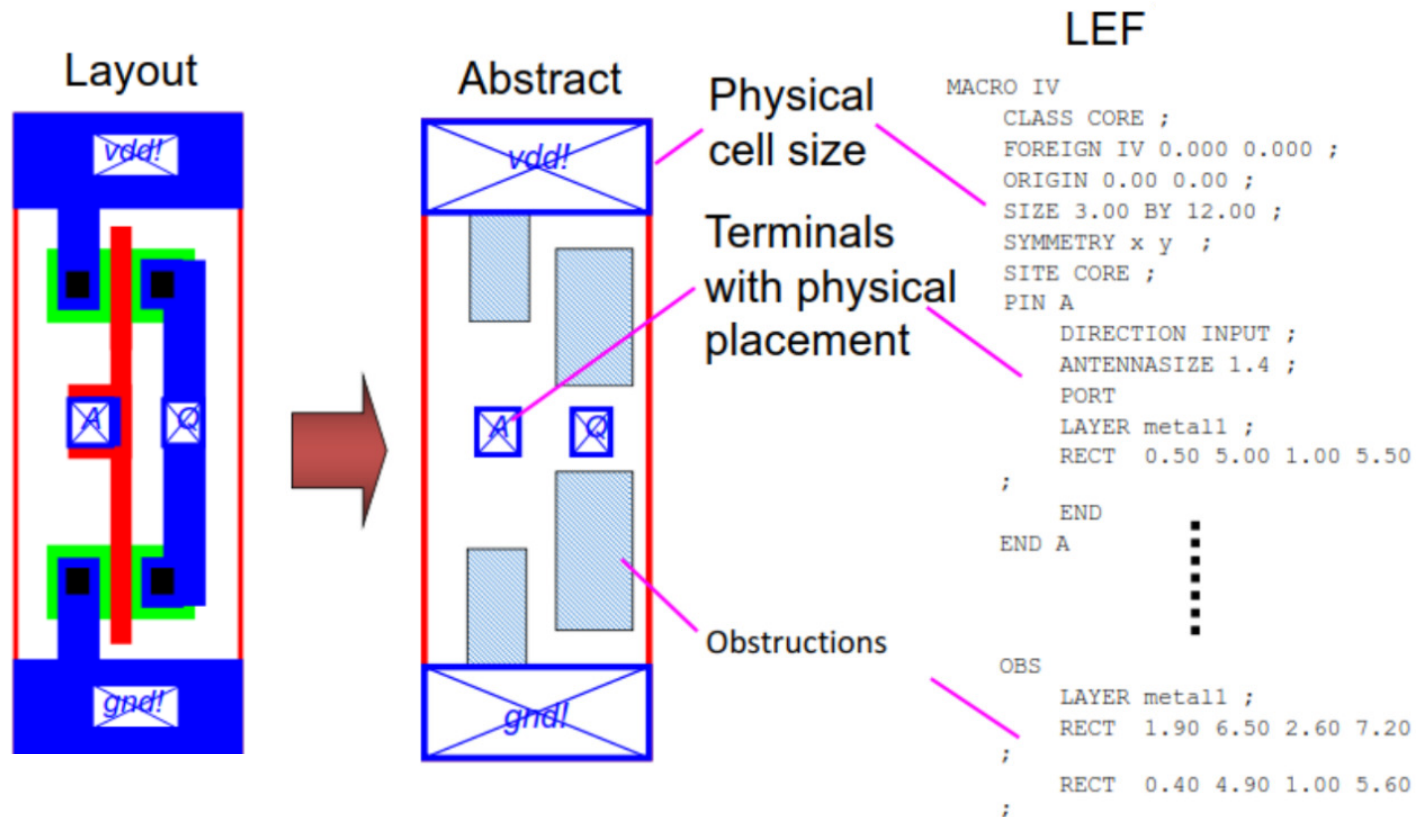 Layout
vdd!
A
Q
gnd!
Abstract
vdd!
A
Q
gnd!
Physical
cell size
Terminals
with physical
placement
Obstructions
LEF
MACRO IV
CLASS CORE ;
FOREIGN IV 0.000 0.000 ;
ORIGIN 0.00 0.00 ;
SIZE 3.00 BY 12.00 ;
SYMMETRY x y ;
SITE CORE ;
PIN A
DIRECTION INPUT ;
ANTENNASIZE 1.4 ;
PORT
LAYER metal1 ;
RECT 0.50 5.00 1.00 5.50
;
END
END A
OBS
LAYER metal1 ;
RECT 1.90 6.50 2.60 7.20
;
RECT 0.40 4.90 1.00 5.60
;